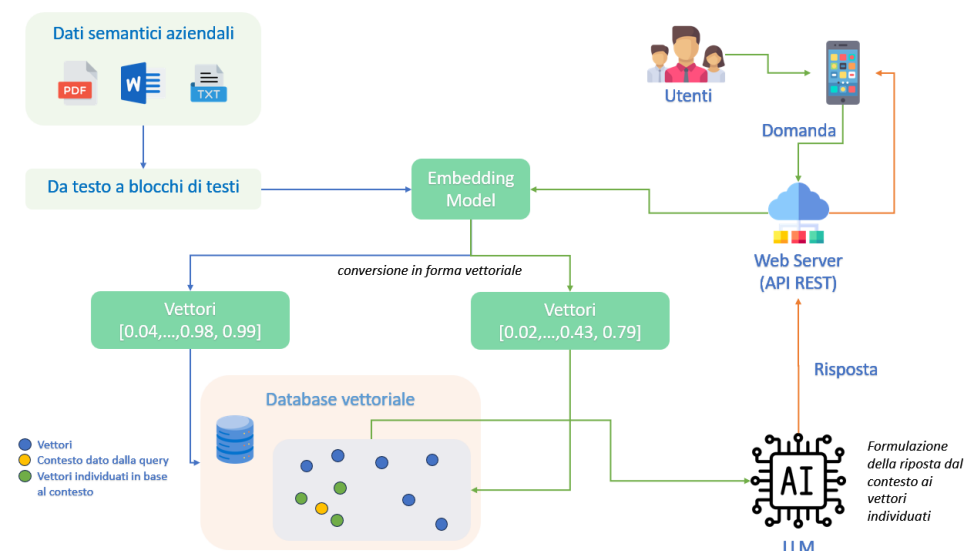 Dati semantici aziendali
PDF
W
TXT
Da testo a blocchi di testi
Embedding
Model
Utenti
Domanda
Web Server
(API REST)
conversione in forma vettoriale
Vettori
[0.04,...,0.98, 0.99]
Vettori
[0.02,...,0.43, 0.79]
Risposta
Database vettoriale
Vettori
Contesto dato dalla query
Vettori individuati in base
al contesto
AI
Formulazione
della riposta dal
contesto ai
vettori
individuati
LLM